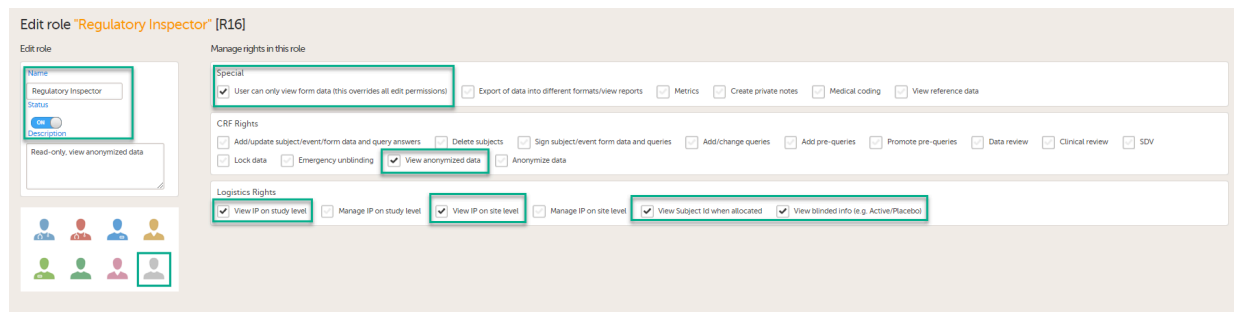 Edit role "Regulatory Inspector" [R16]
Edit role
Manage rights in this role
Name
Regulatory Inspector
Status
ON
Description
Read-only, view anonymized data
Special
User can only view form data (this overrides all edit permissions) Export of data into different formats/view reports Metrics Create private notes Medical coding View reference data
CRF Rights
Add/update subject/event/form data and query answers Delete subjects Sign subject/event form data and queries Add/change queries Add pre-queries Promote pre-queries Data review Clinical review SDV
Lock data Emergency unblinding View anonymized data Anonymize data
Logistics Rights
View IP on study level Manage IP on study level View IP on site level Manage IP on site level View Subject Id when allocated View blinded info (e.g. Active/Placebo)